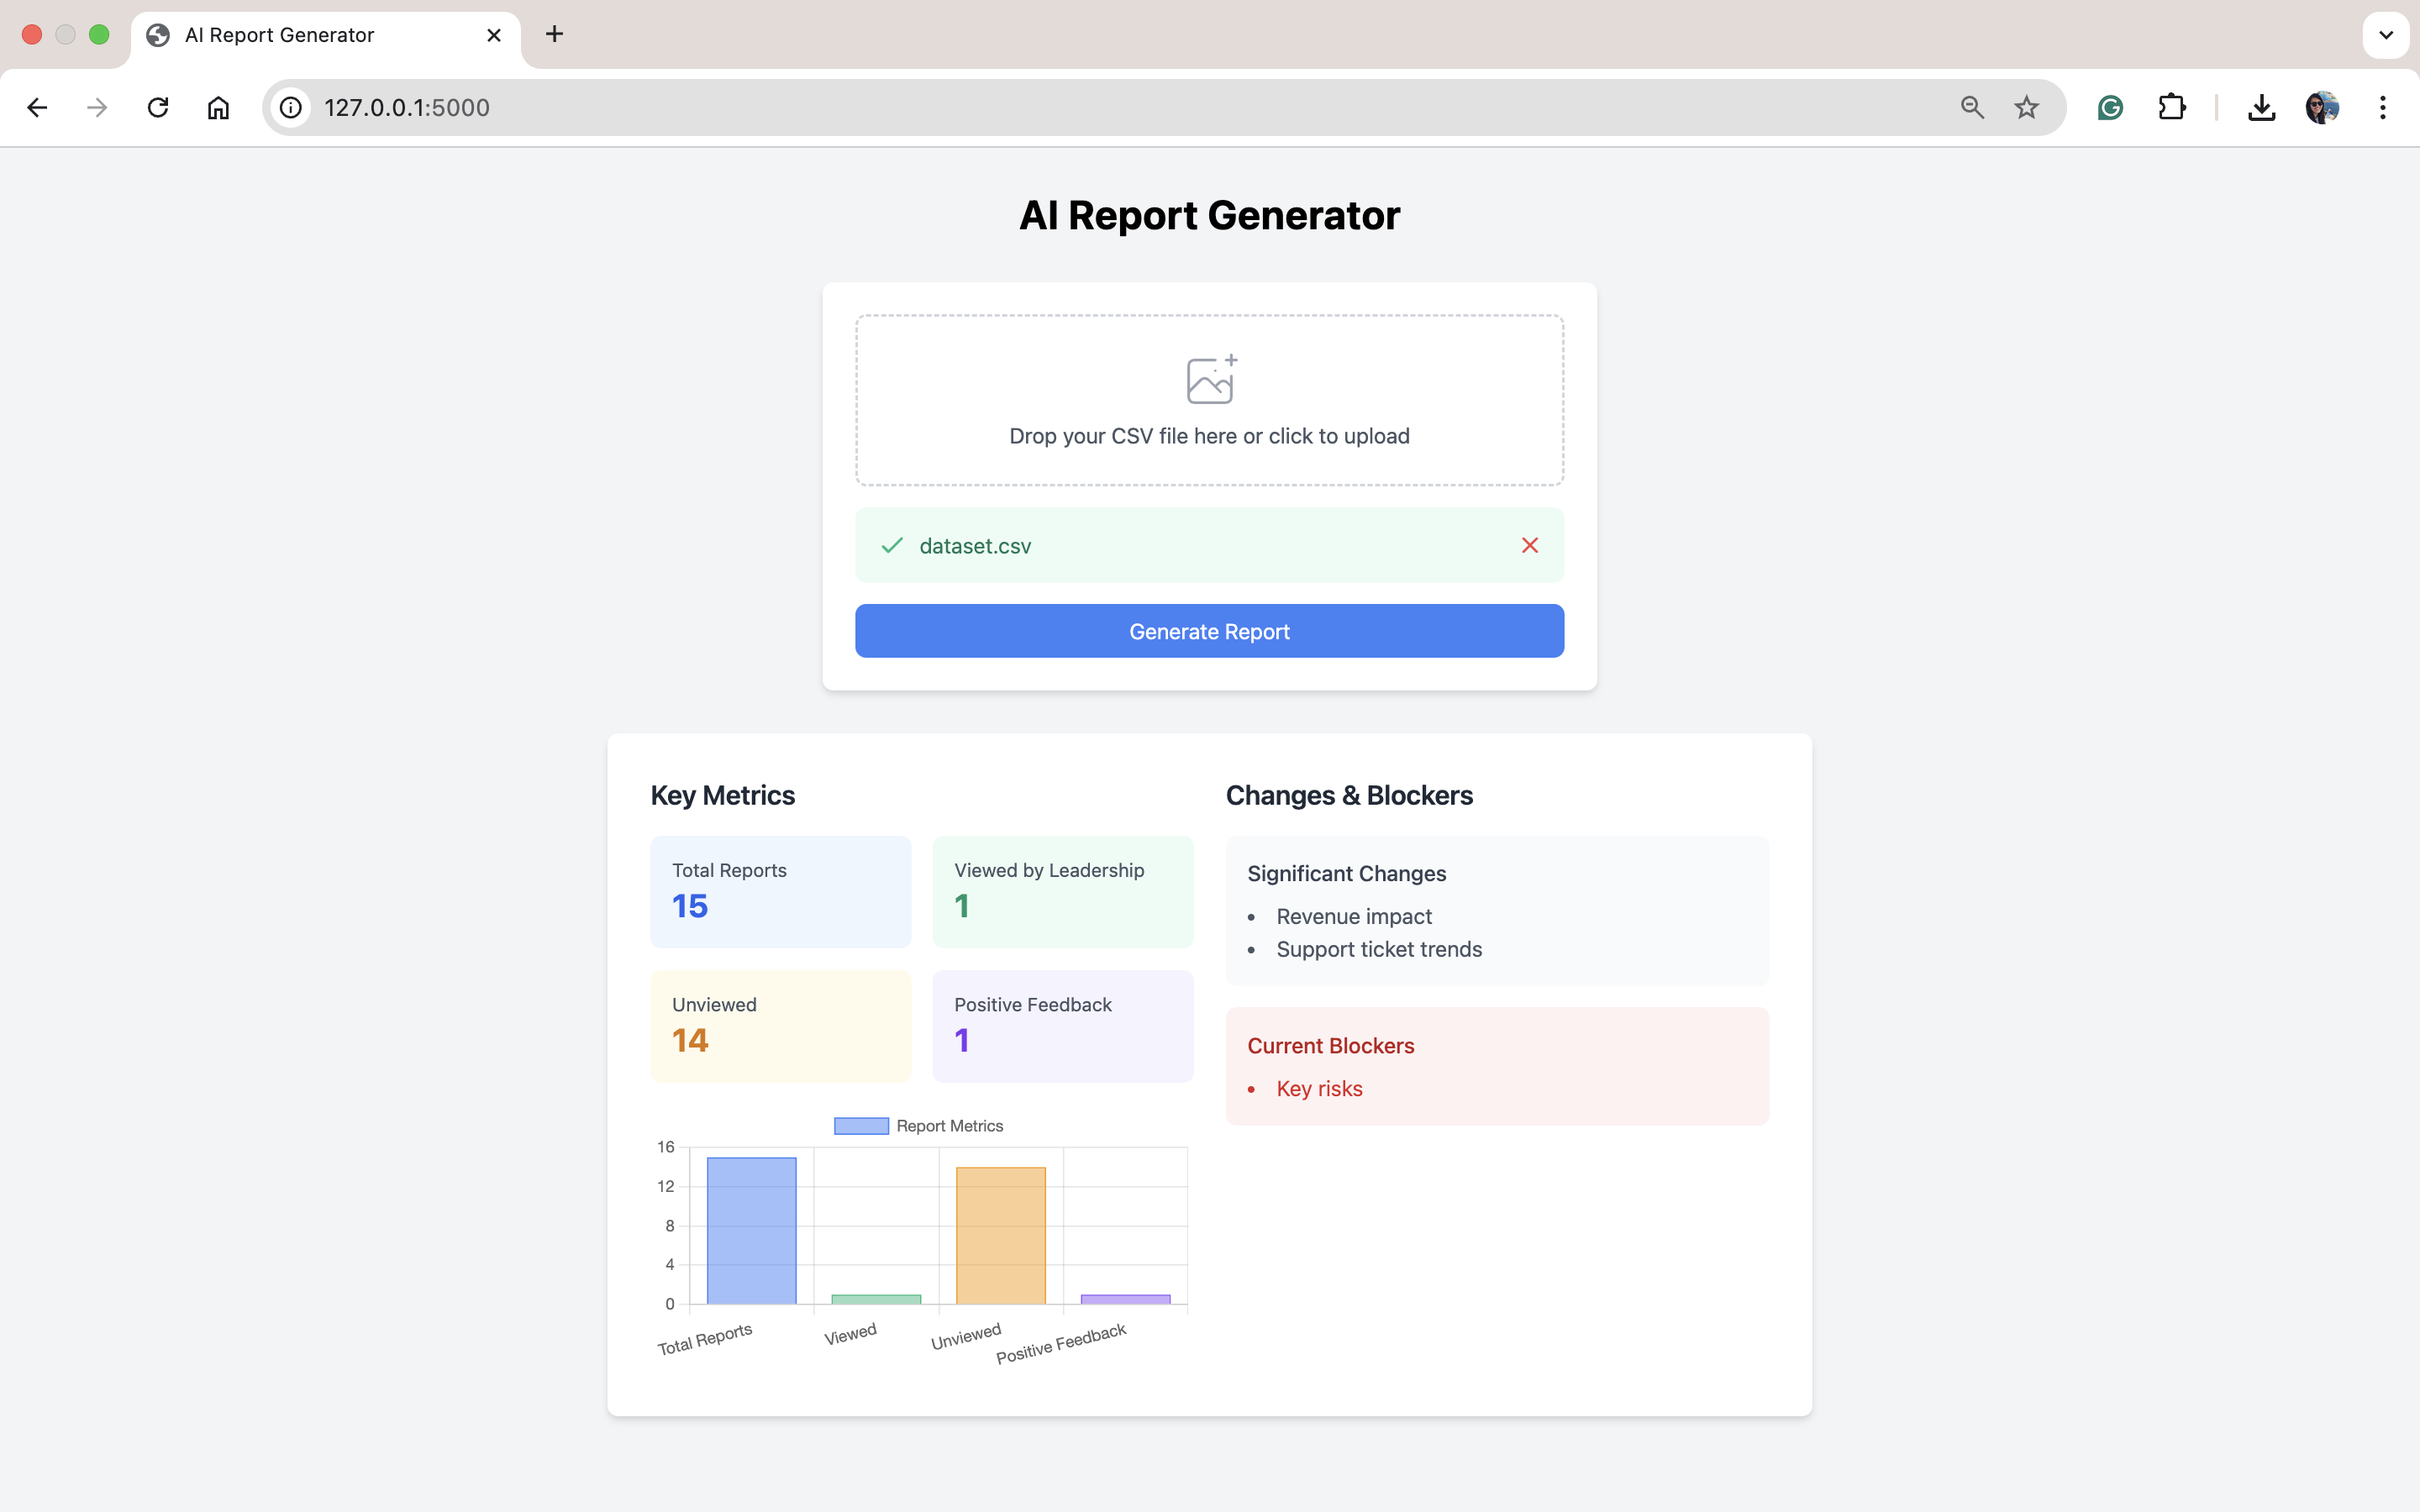 AI Report Generator
127.0.0.1:5000
AI Report Generator
Drop your CSV file here or click to upload
dataset.csv
Generate Report
Key Metrics
Total Reports
15
Viewed by Leadership
1
Unviewed
14
Positive Feedback
1
Report Metrics
16
12
8
4
0
Total Reports
Viewed
Unviewed
Positive Feedback
Changes & Blockers
Significant Changes
• Revenue impact
• Support ticket trends
Current Blockers
• Key risks